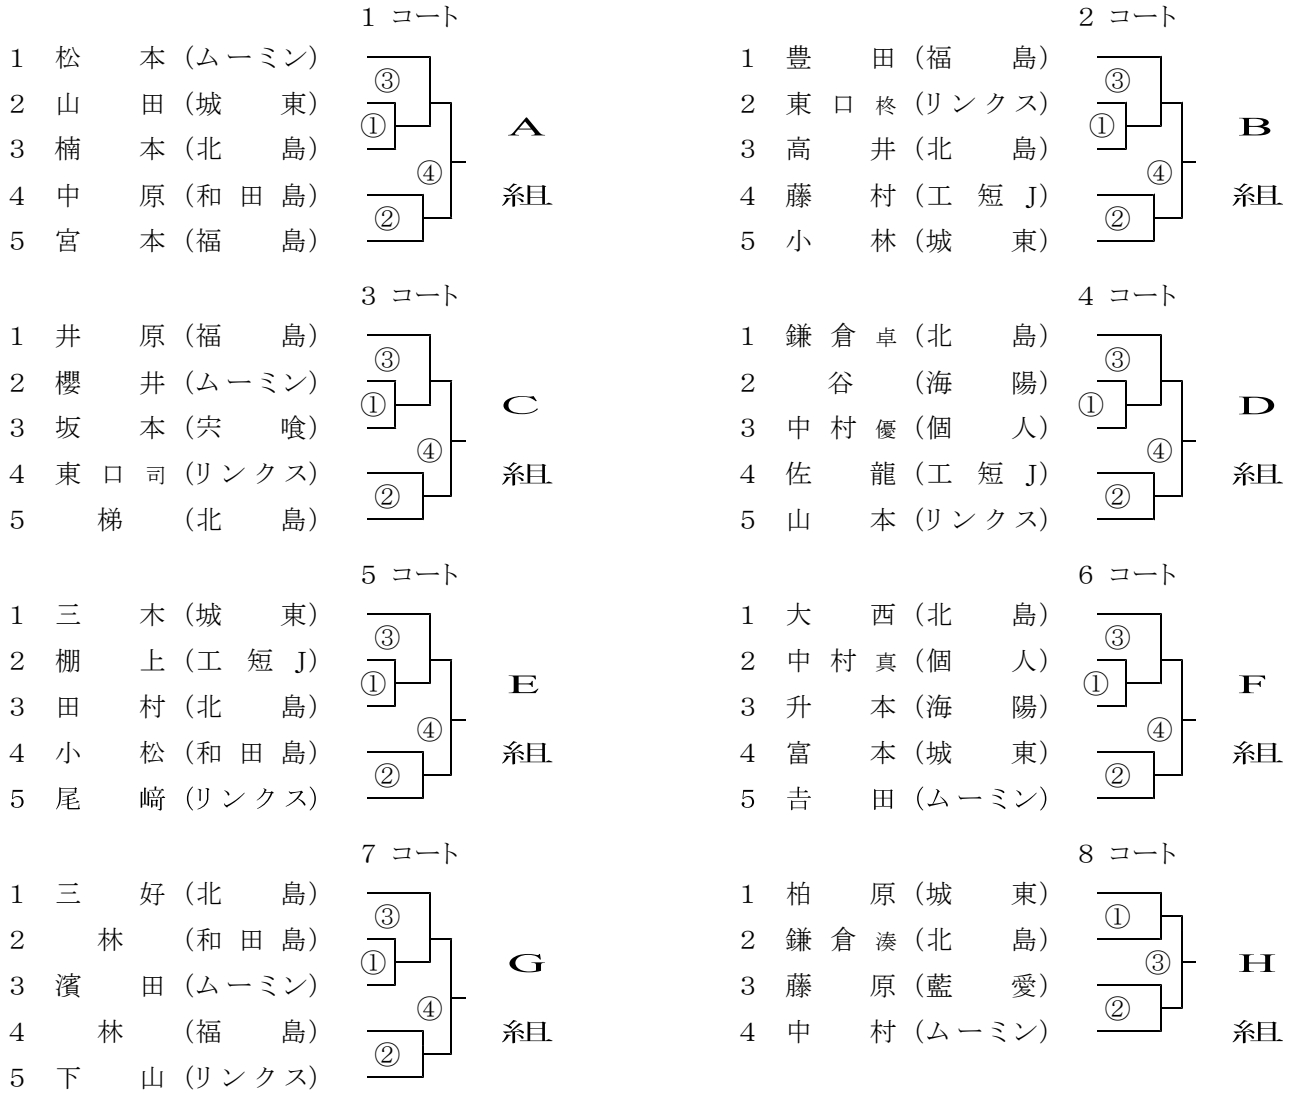 1 コート
1 松 本 (ムーミン)
③
2 山 田 (城 東)
① A
3 楠 本 (北 島)
④
4 中 原 (和 田 島) 組
②
5 宮 本 (福 島)
2 コート
1 豊 田 (福 島)
③
2 東 口 柊 (リンクス)
① B
3 高 井 (北 島)
④
4 藤 村 (工 短 J) 組
②
5 小 林 (城 東)
3 コート
1 井 原 (福 島)
③
2 櫻 井 (ムーミン)
① C
3 坂 本 (宍 喰)
④
4 東 口 司 (リンクス) 組
②
5 梯 (北 島)
4 コート
1 鎌 倉 卓 (北 島)
③
2 谷 (海 陽)
① D
3 中 村 優 (個 人)
④
4 佐 龍 (工 短 J) 組
②
5 山 本 (リンクス)
5 コート
1 三 木 (城 東)
③
2 棚 上 (工 短 J)
① E
3 田 村 (北 島)
④
4 小 松 (和 田 島) 組
②
5 尾 﨑 (リンクス)
6 コート
1 大 西 (北 島)
③
2 中 村 真 (個 人)
① F
3 升 本 (海 陽)
④
4 富 本 (城 東) 組
②
5 𠮷 田 (ムーミン)
7 コート
1 三 好 (北 島)
③
2 林 (和 田 島)
① G
3 濱 田 (ムーミン)
④
4 林 (福 島) 組
②
5 下 山 (リンクス)
8 コート
1 柏 原 (城 東)
①
2 鎌 倉 湊 (北 島)
③ H
3 藤 原 (藍 愛)
②
4 中 村 (ムーミン) 組